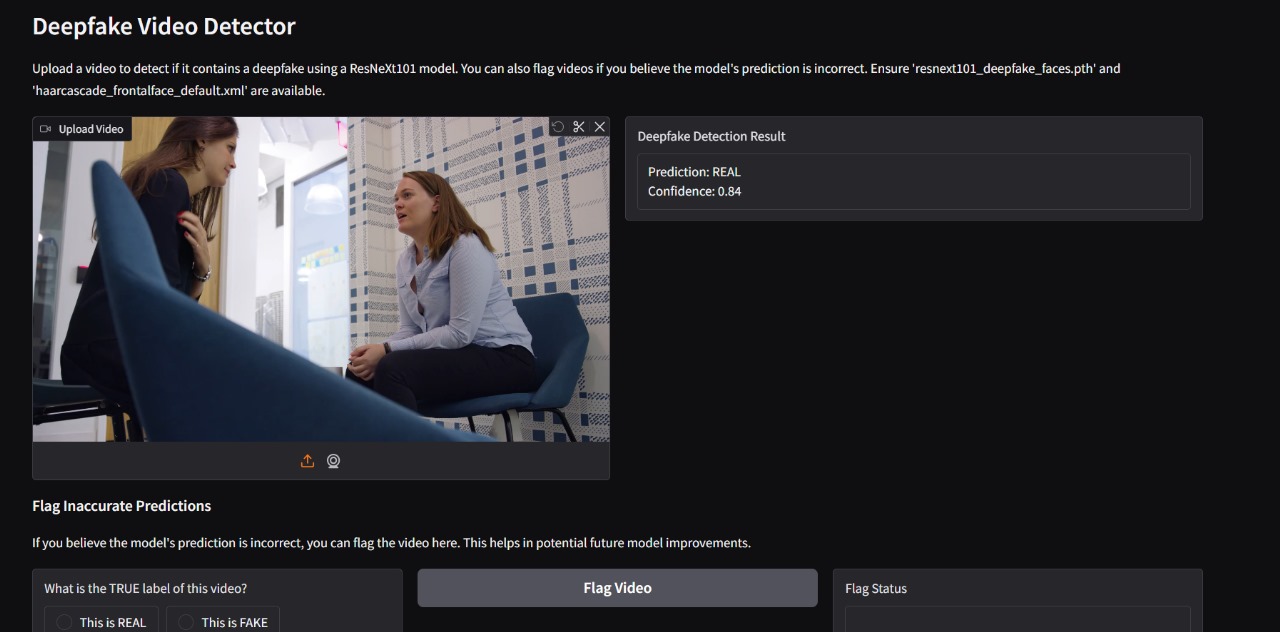 Deepfake Video Detector
Upload a video to detect if it contains a deepfake using a ResNeXt101 model. You can also flag videos if you believe the model's prediction is incorrect. Ensure 'resnext101_deepfake_faces.pth' and
'haarcascade_frontalface_default.xml' are available.
Upload Video
Deepfake Detection Result
Prediction: REAL
Confidence: 0.84
Flag Inaccurate Predictions
If you believe the model's prediction is incorrect, you can flag the video here. This helps in potential future model improvements.
What is the TRUE label of this video?
Flag Video
Flag Status
This is REAL
This is FAKE